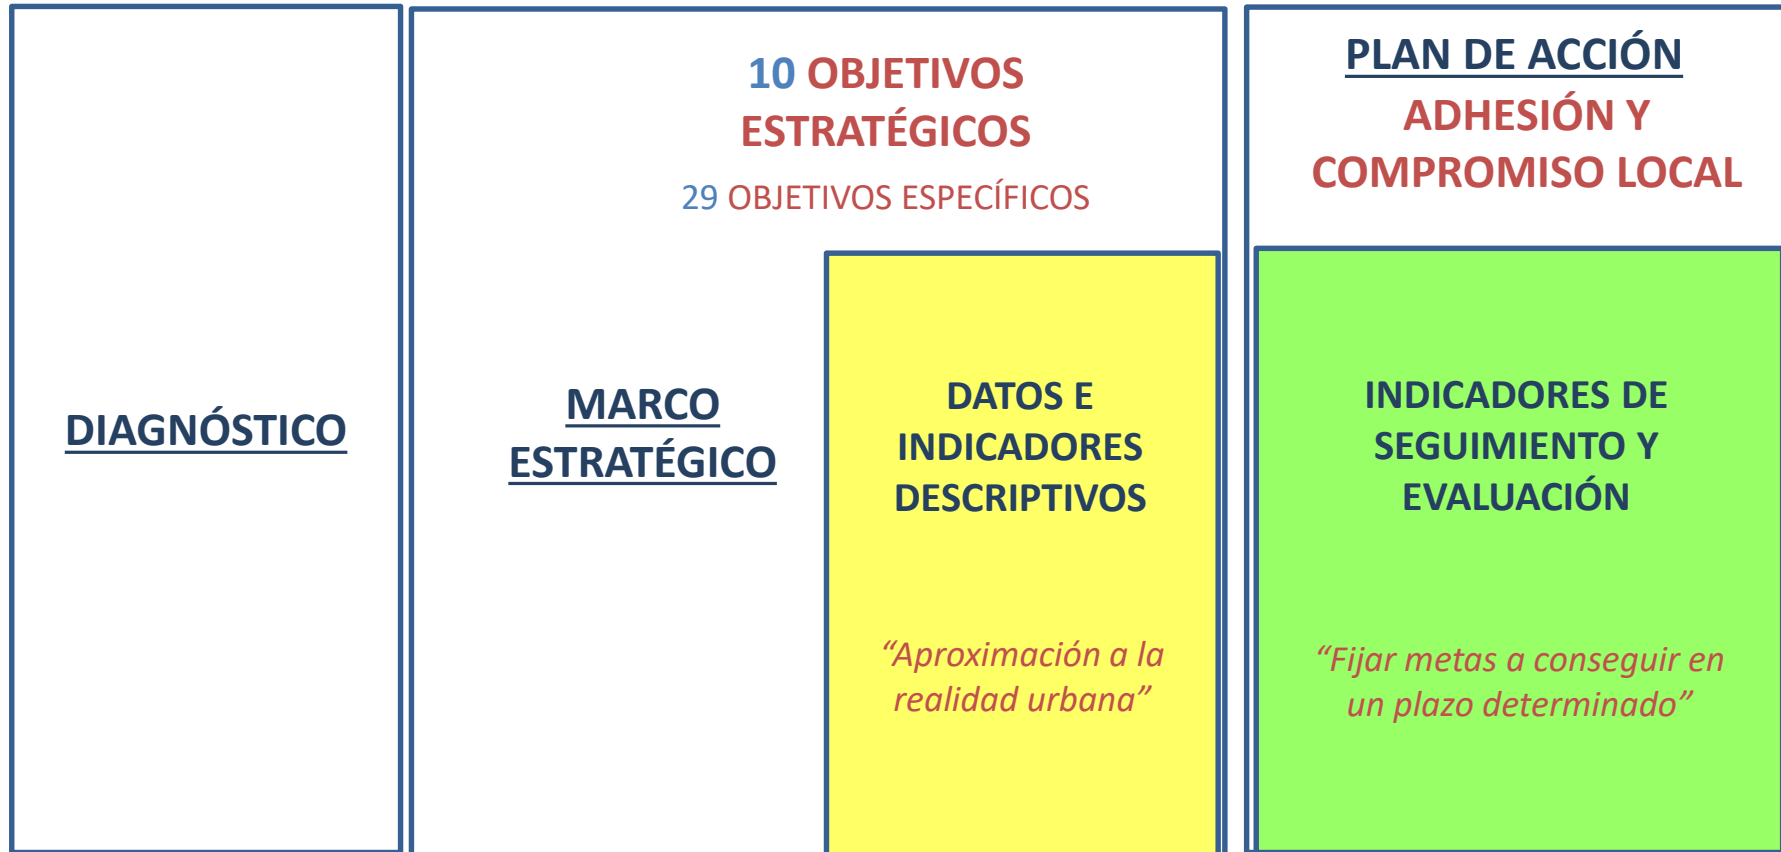 DIAGNÓSTICO
10 OBJETIVOS
ESTRATÉGICOS
29 OBJETIVOS ESPECÍFICOS
MARCO
ESTRATÉGICO
DATOS E
INDICADORES
DESCRIPTIVOS
“Aproximación a la
realidad urbana”
PLAN DE ACCIÓN
ADHESIÓN Y
COMPROMISO LOCAL
INDICADORES DE
SEGUIMIENTO Y
EVALUACIÓN
“Fijar metas a conseguir en
un plazo determinado”